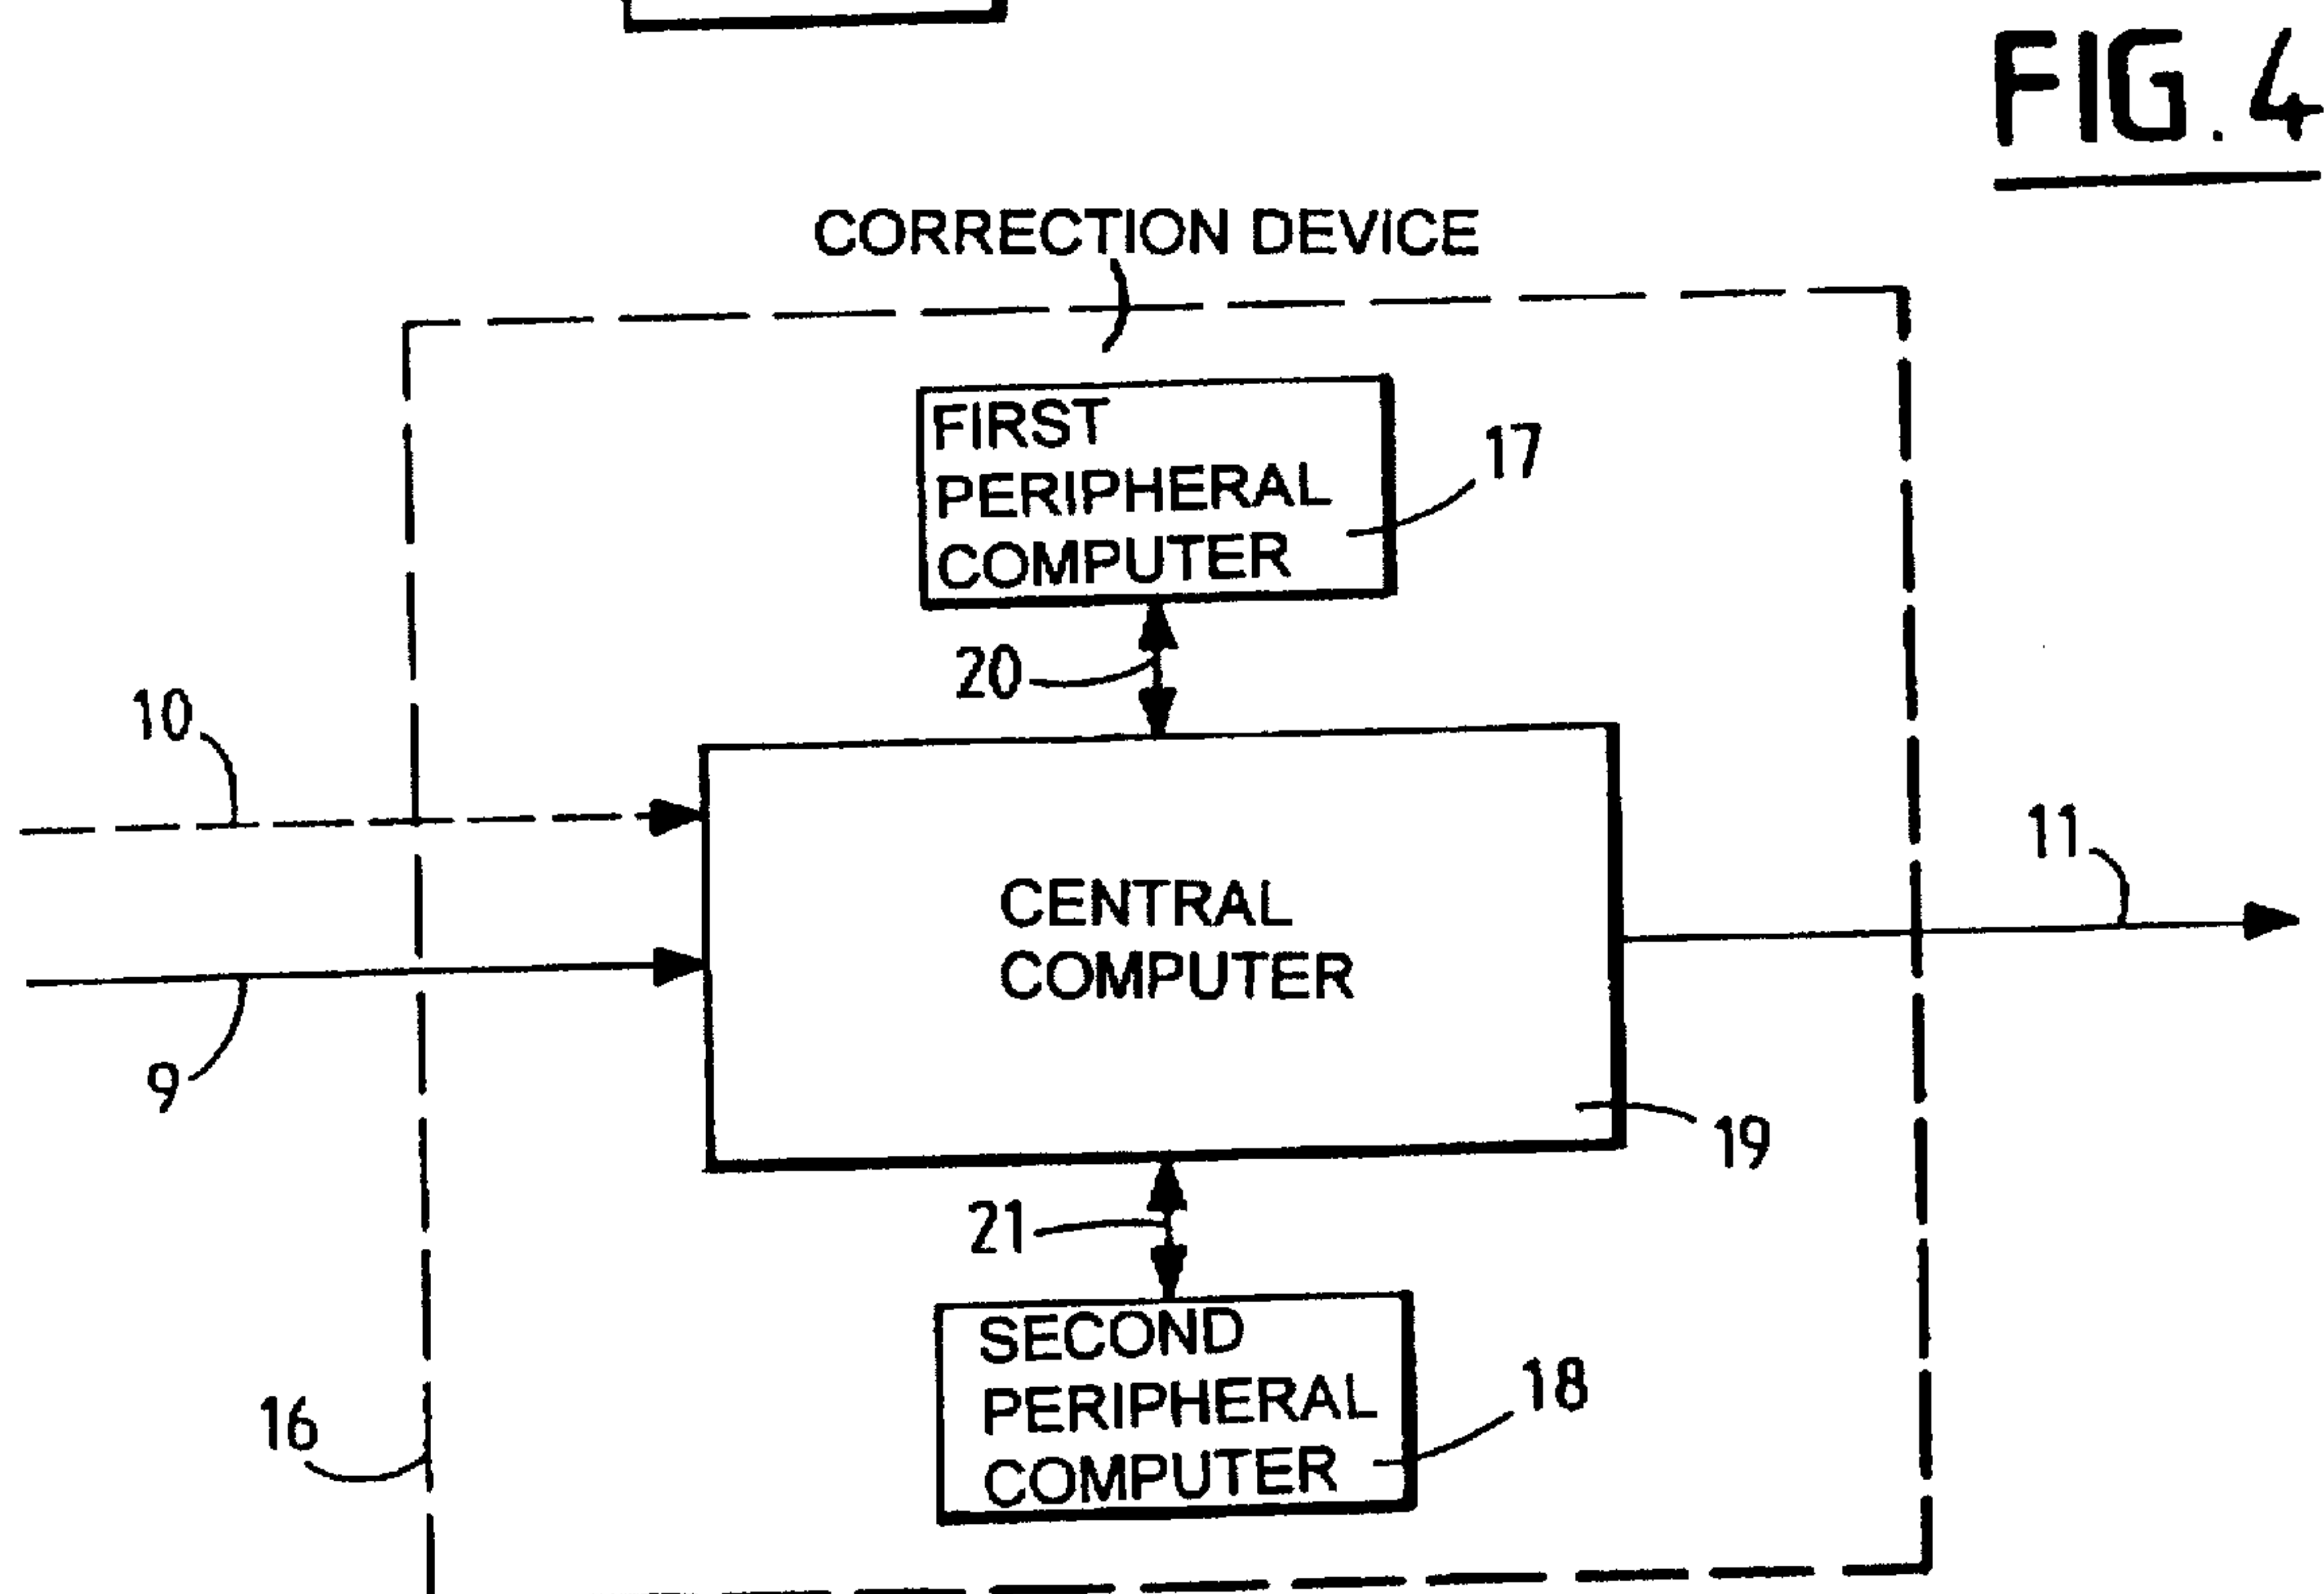 FIG. 4
CORRECTION DEVICE
FIRST
PERIPHERAL
COMPUTER
17
20
10
11
CENTRAL
COMPUTER
9
19
21
SECOND
PERIPHERAL
COMPUTER
18
16